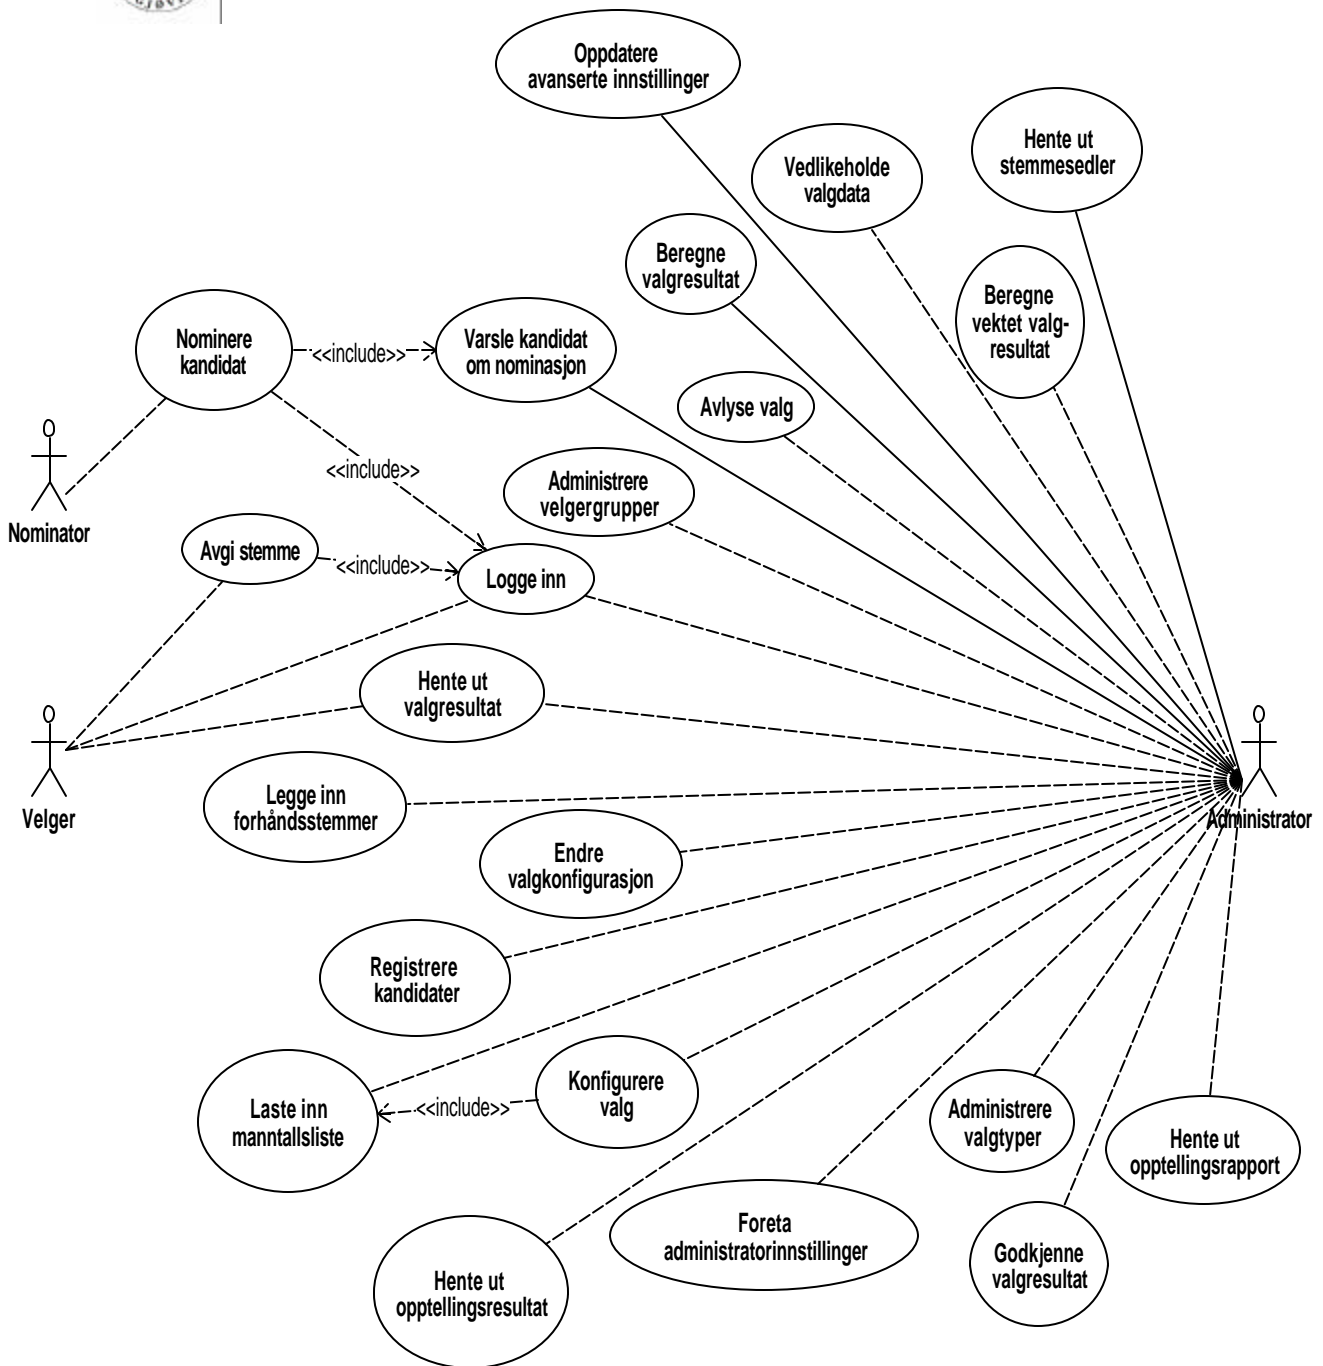 Oppdatere
avanserte innstillinger
Hente ut
stemmesedler
Vedlikeholde
valgdata
Beregne
valgresultat
Beregne
vektet valg-
resultat
Nominere
kandidat
<<include>>
Varsle kandidat
om nominasjon
Avlyse valg
<<include>>
Administrere
velgergrupper
Nominator
Avgi stemme
<<include>>
Logge inn
Hente ut
valgresultat
Velger
Legge inn
forhåndsstemmer
Administrator
Endre
valgkonfigurasjon
Registrere
kandidater
Laste inn
manntallsliste
<<include>>
Konfigurere
valg
Administrere
valgtyper
Hente ut
opptellingsrapport
Foreta
administratorinnstillinger
Godkjenne
valgresultat
Hente ut
opptellingsresultat